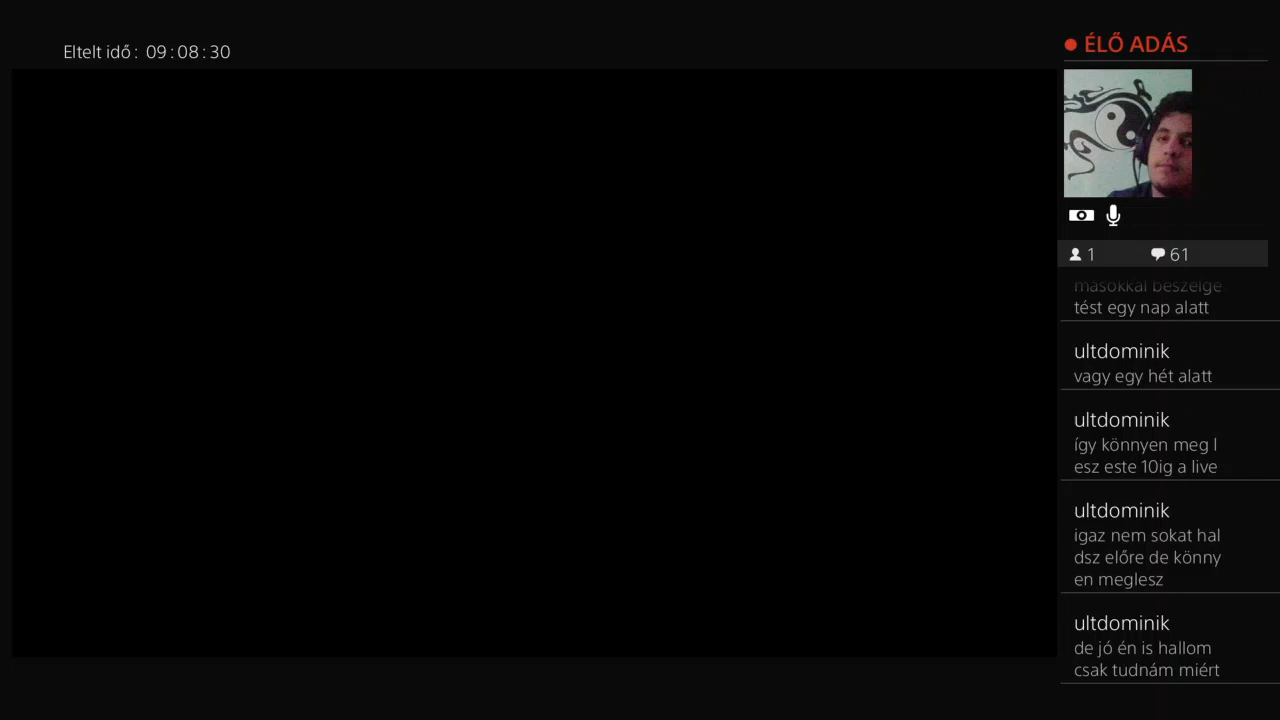 Eltelt idő : 09 : 08 : 30
ÉLŐ ADÁS
1
61
másokkal beszélge
tést egy nap alatt
ultdominik
vagy egy hét alatt
ultdominik
így könnyen meg l
esz este 10ig a live
ultdominik
igaz nem sokat hal
dsz előre de könny
en meglesz
ultdominik
de jó én is hallom
csak tudnám miért